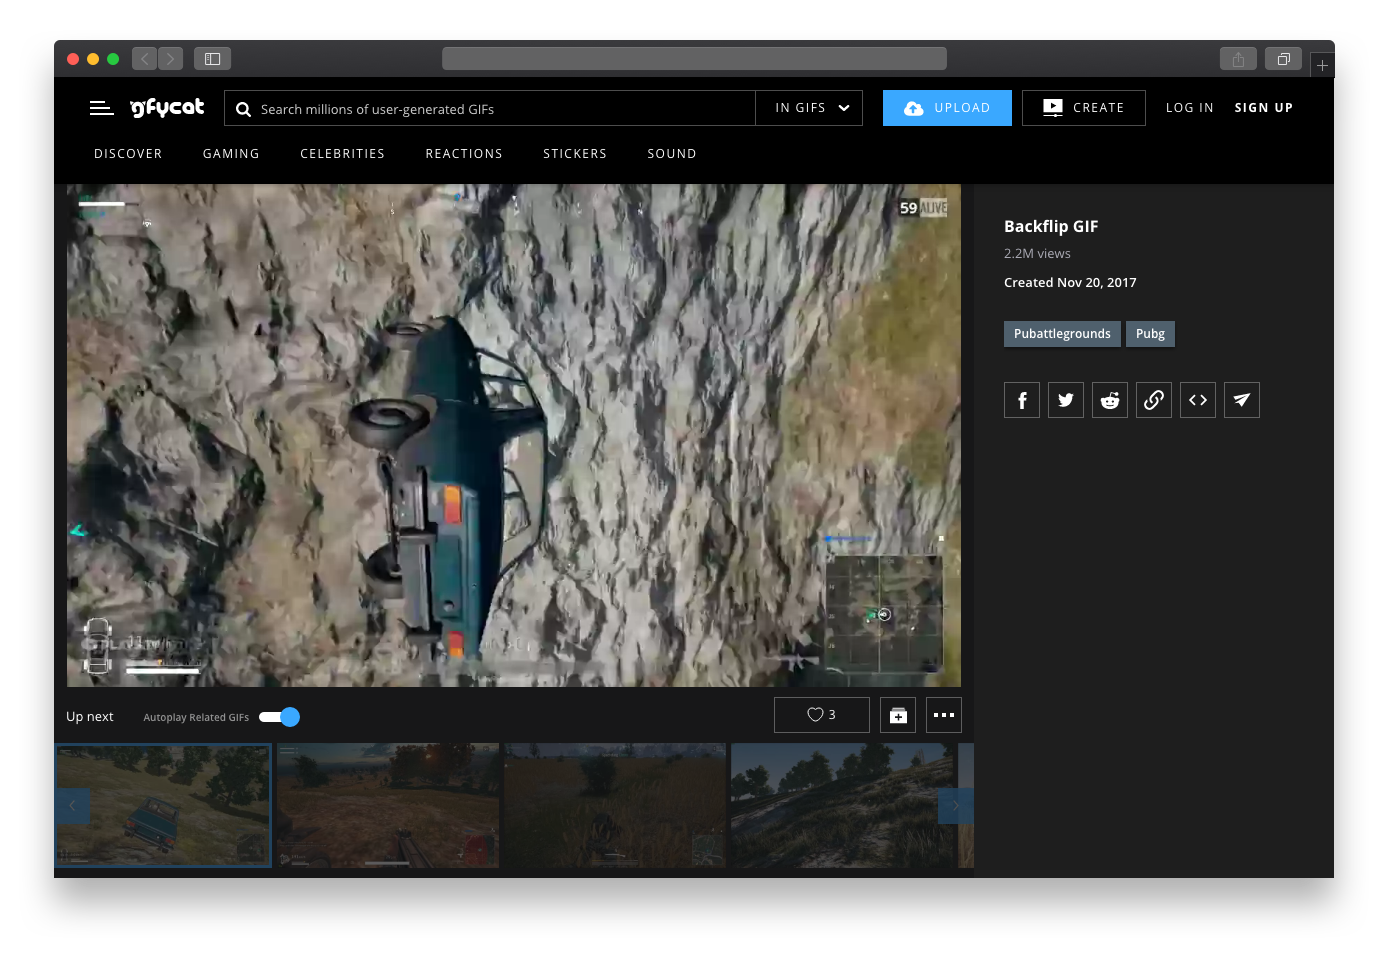 gfycat
Search millions of user-generated GIFs
IN GIFS
UPLOAD
CREATE
LOG IN
SIGN UP
DISCOVER
GAMING
CELEBRITIES
REACTIONS
STICKERS
SOUND
59 ALIVE
Backflip GIF
2.2M views
Created Nov 20, 2017
Pubattlegrounds
Pubg
Up next
Autoplay Related GIFs
3